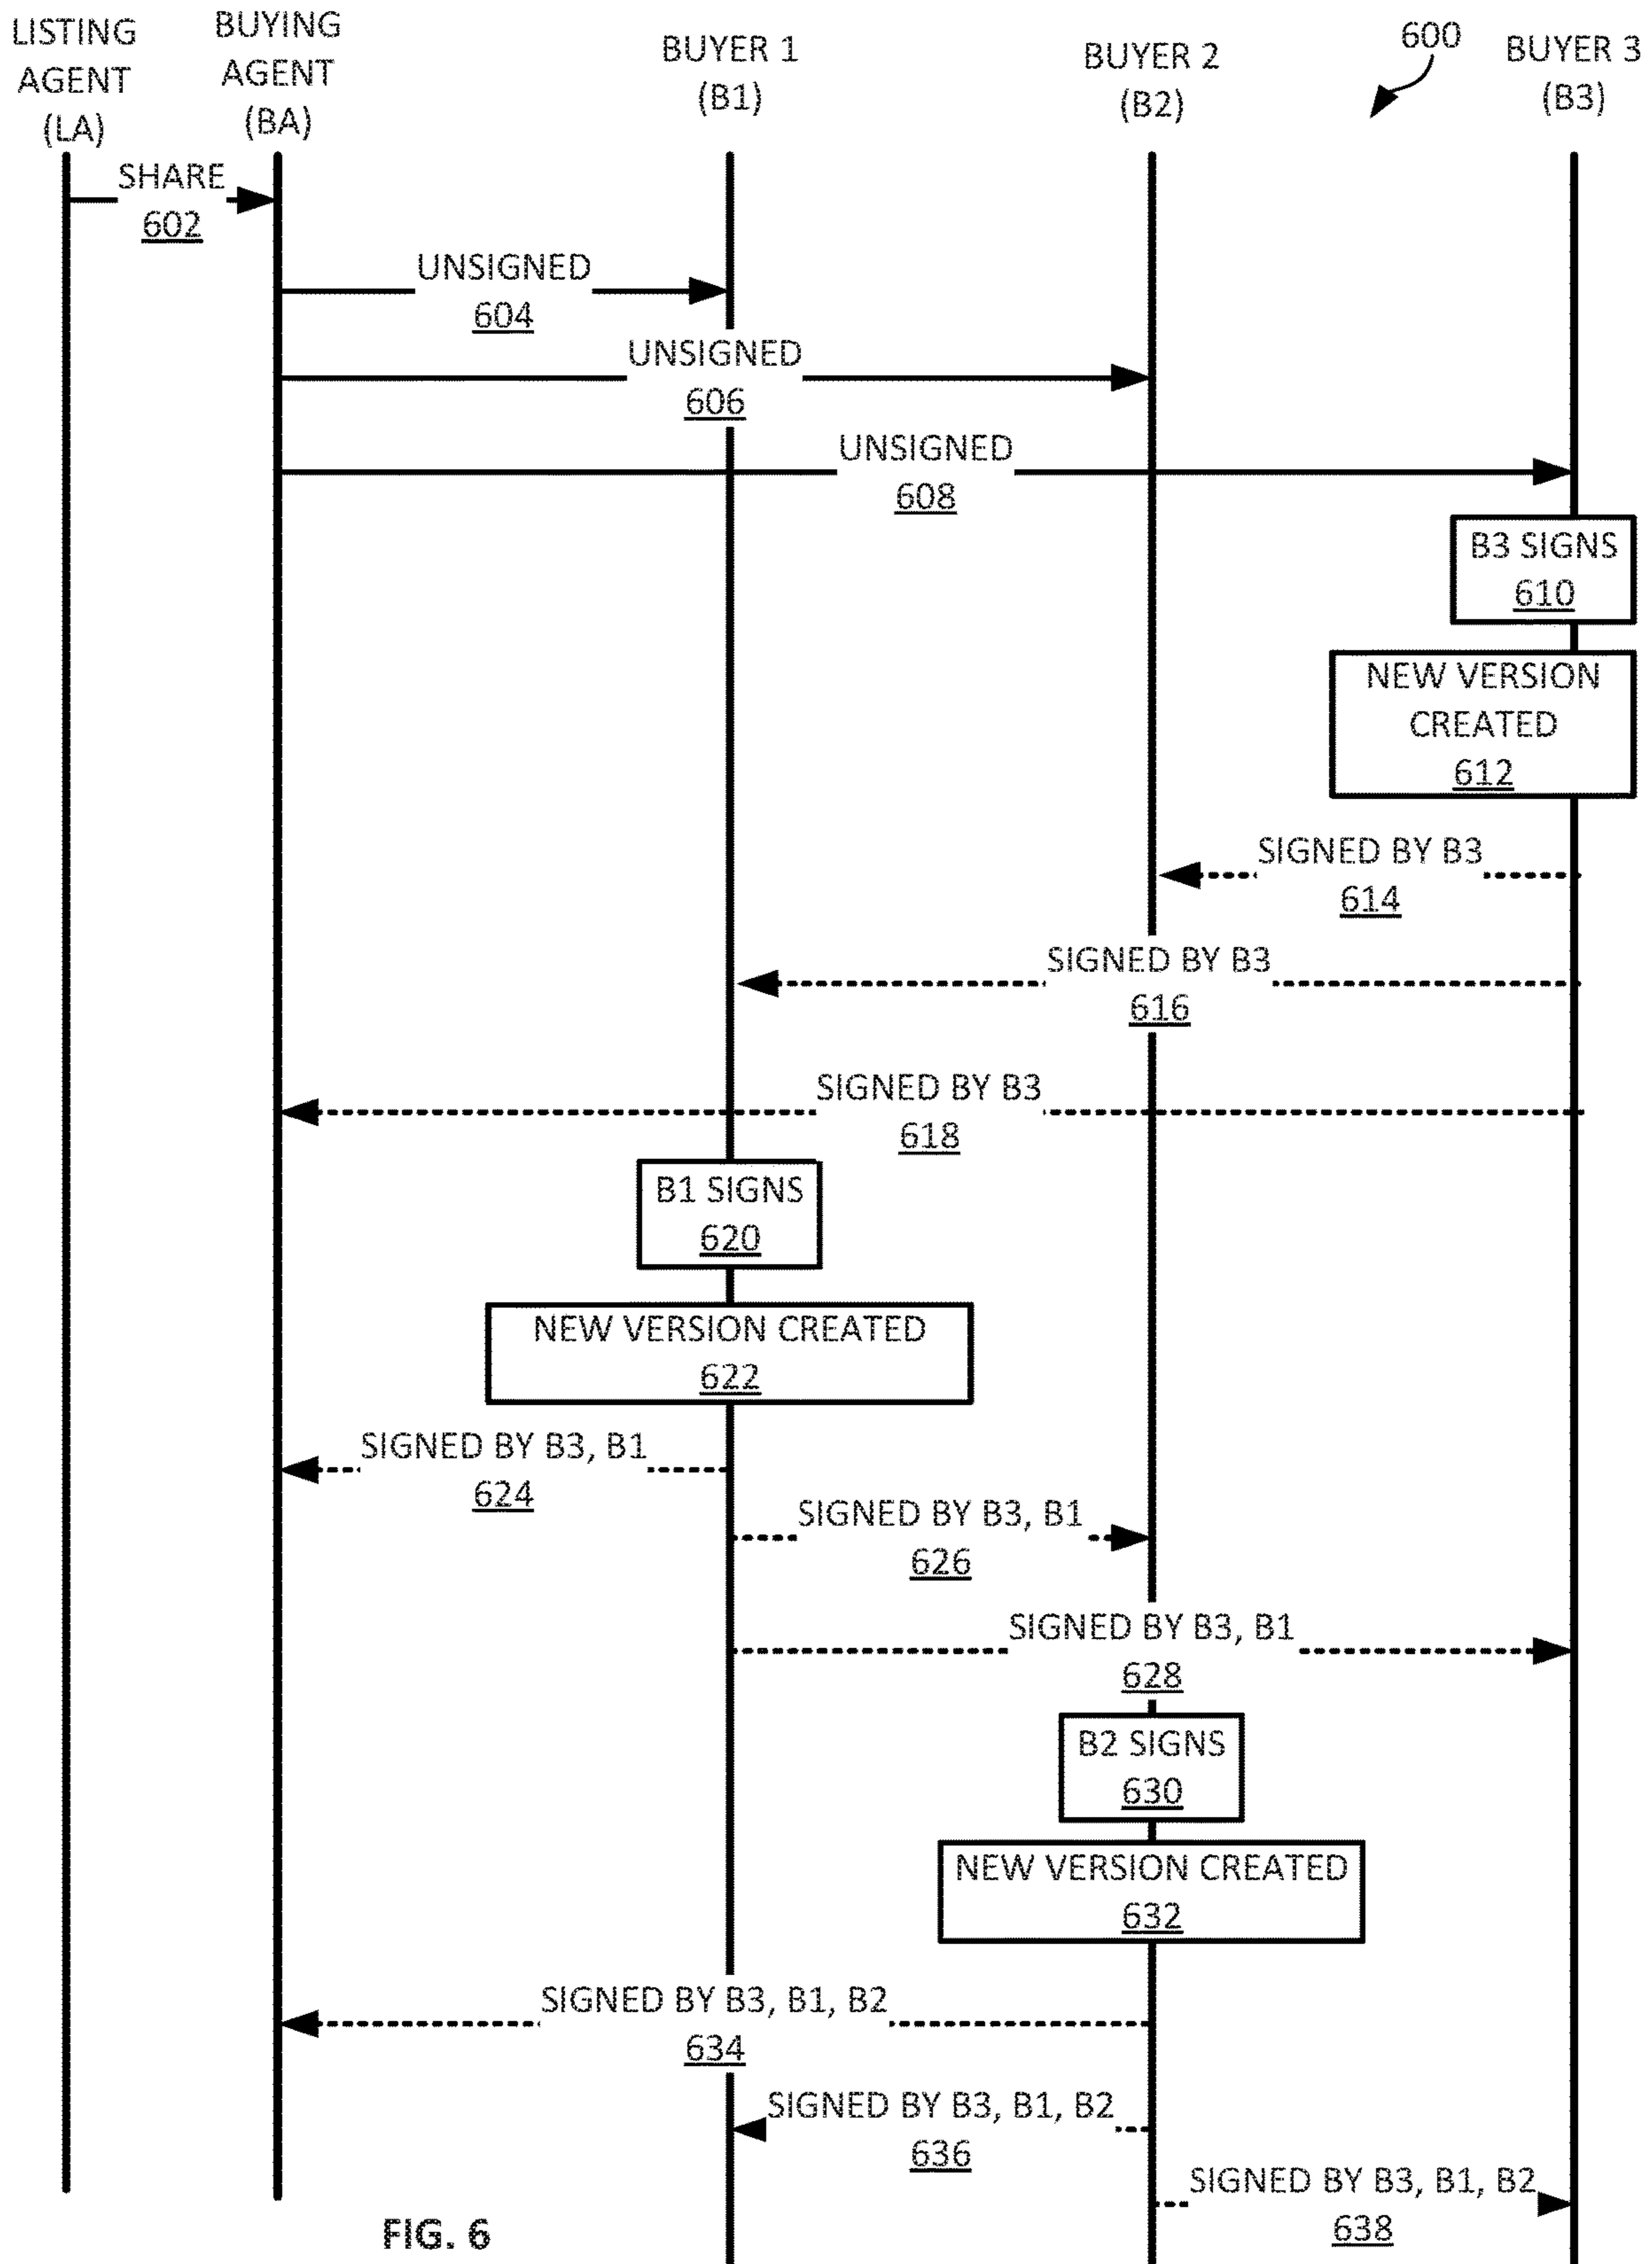 LISTING
AGENT
(LA)
BUYING
AGENT
(BA)
BUYER 1
(B1)
BUYER 2
(B2)
600
BUYER 3
(B3)
SHARE
602
UNSIGNED
604
UNSIGNED
606
UNSIGNED
608
B3 SIGNS
610
NEW VERSION
CREATED
612
SIGNED BY B3
614
SIGNED BY B3
616
SIGNED BY B3
618
B1 SIGNS
620
NEW VERSION CREATED
622
SIGNED BY B3, B1
624
SIGNED BY B3, B1
626
SIGNED BY B3, B1
628
B2 SIGNS
630
NEW VERSION CREATED
632
SIGNED BY B3, B1, B2
634
SIGNED BY B3, B1, B2
636
SIGNED BY B3, B1, B2
638
FIG. 6